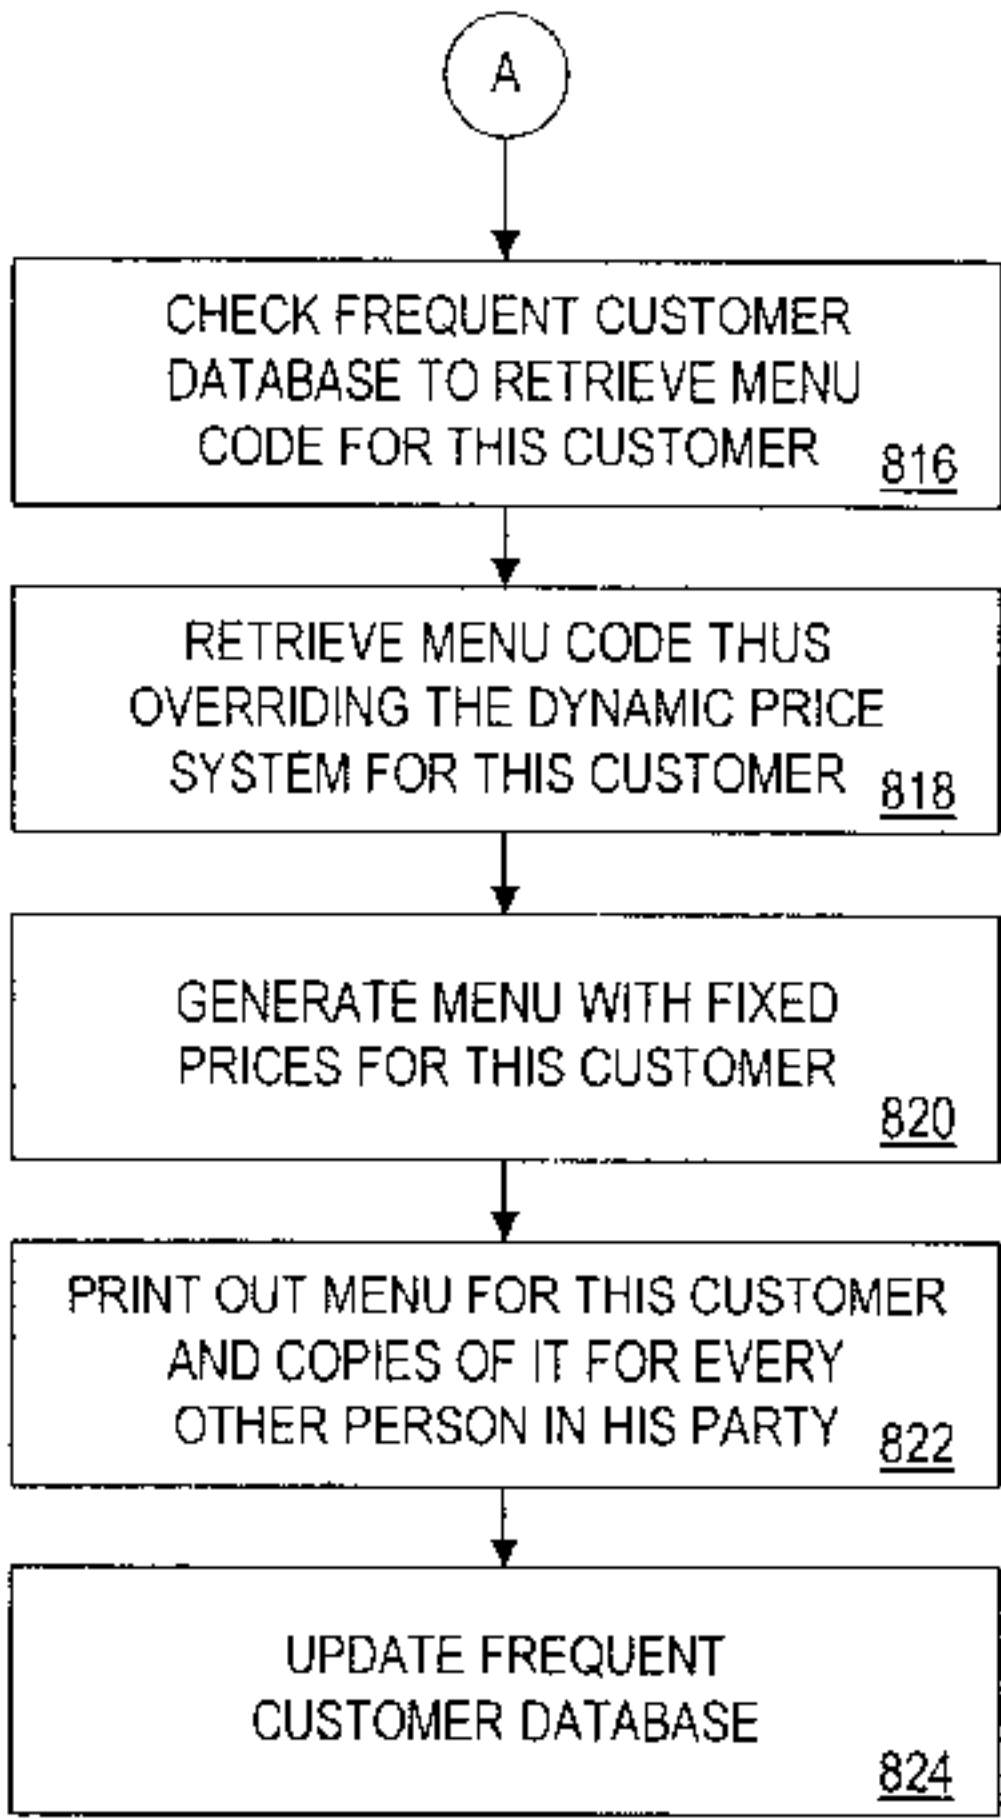 A
CHECK FREQUENT CUSTOMER
DATABASE TO RETRIEVE MENU
CODE FOR THIS CUSTOMER
816
RETRIEVE MENU CODE THUS
OVERRIDING THE DYNAMIC PRICE
SYSTEM FOR THIS CUSTOMER
818
GENERATE MENU WITH FIXED
PRICES FOR THIS CUSTOMER
820
PRINT OUT MENU FOR THIS CUSTOMER
AND COPIES OF IT FOR EVERY
OTHER PERSON IN HIS PARTY
822
UPDATE FREQUENT
CUSTOMER DATABASE
824